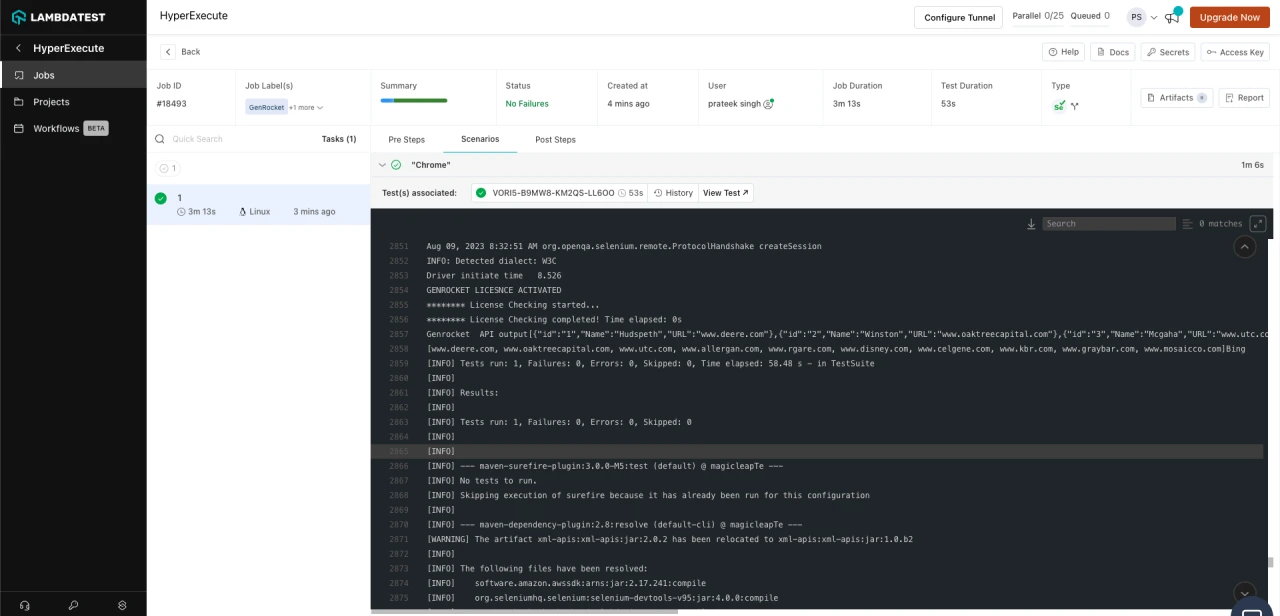 LAMBDATEST
HyperExecute
Configure Tunnel
Parallel 0/25 Queued 0
PS
Upgrade Now
HyperExecute
Jobs
Projects
Workflows BETA
Back
Help
Docs
Secrets
Access Key
Job ID
#18493
Job Label(s)
GenRocket +1 more
Summary
Status
No Failures
Created at
4 mins ago
User
prateek singh
Job Duration
3m 13s
Test Duration
53s
Type
Se
Artifacts 4
Report
Quick Search
Tasks (1)
1
1
3m 13s Linux 3 mins ago
Pre Steps Scenarios Post Steps
"Chrome" 1m 6s
Test(s) associated: VORI5-B9MW8-KM2QS-LL6OO 53s History View Test
Search 0 matches
2851 Aug 09, 2023 8:32:51 AM org.openqa.selenium.remote.ProtocolHandshake createSession
2852 INFO: Detected dialect: W3C
2853 Driver initiate time 8.526
2854 GENROCKET LICESNCE ACTIVATED
2855 ******** License Checking started...
2856 ******** License Checking completed! Time elapsed: 0s
2857 Genrocket API output[{"id":"1","Name":"Hudspeth","URL":"www.deere.com"},{"id":"2","Name":"Winston","URL":"www.oaktreecapital.com"},{"id":"3","Name":"Mcgaha","URL":"www.utc.co
2858 [www.deere.com, www.oaktreecapital.com, www.utc.com, www.allergan.com, www.rgare.com, www.disney.com, www.celgene.com, www.kbr.com, www.graybar.com, www.mosaicco.com]Bing
2859 [INFO] Tests run: 1, Failures: 0, Errors: 0, Skipped: 0, Time elapsed: 58.48 s - in TestSuite
2860 [INFO]
2861 [INFO] Results:
2862 [INFO]
2863 [INFO] Tests run: 1, Failures: 0, Errors: 0, Skipped: 0
2864 [INFO]
2865 [INFO]
2866 [INFO] --- maven-surefire-plugin:3.0.0-M5:test (default) @ magicleapTe ---
2867 [INFO] No tests to run.
2868 [INFO] Skipping execution of surefire because it has already been run for this configuration
2869 [INFO]
2870 [INFO] --- maven-dependency-plugin:2.8:resolve (default-cli) @ magicleapTe ---
2871 [WARNING] The artifact xml-apis:xml-apis:jar:2.0.2 has been relocated to xml-apis:xml-apis:jar:1.0.b2
2872 [INFO]
2873 [INFO] The following files have been resolved:
2874 [INFO] software.amazon.awssdk:arns:jar:2.17.241:compile
2875 [INFO] org.seleniumhq.selenium:selenium-devtools-v95:jar:4.0.0:compile